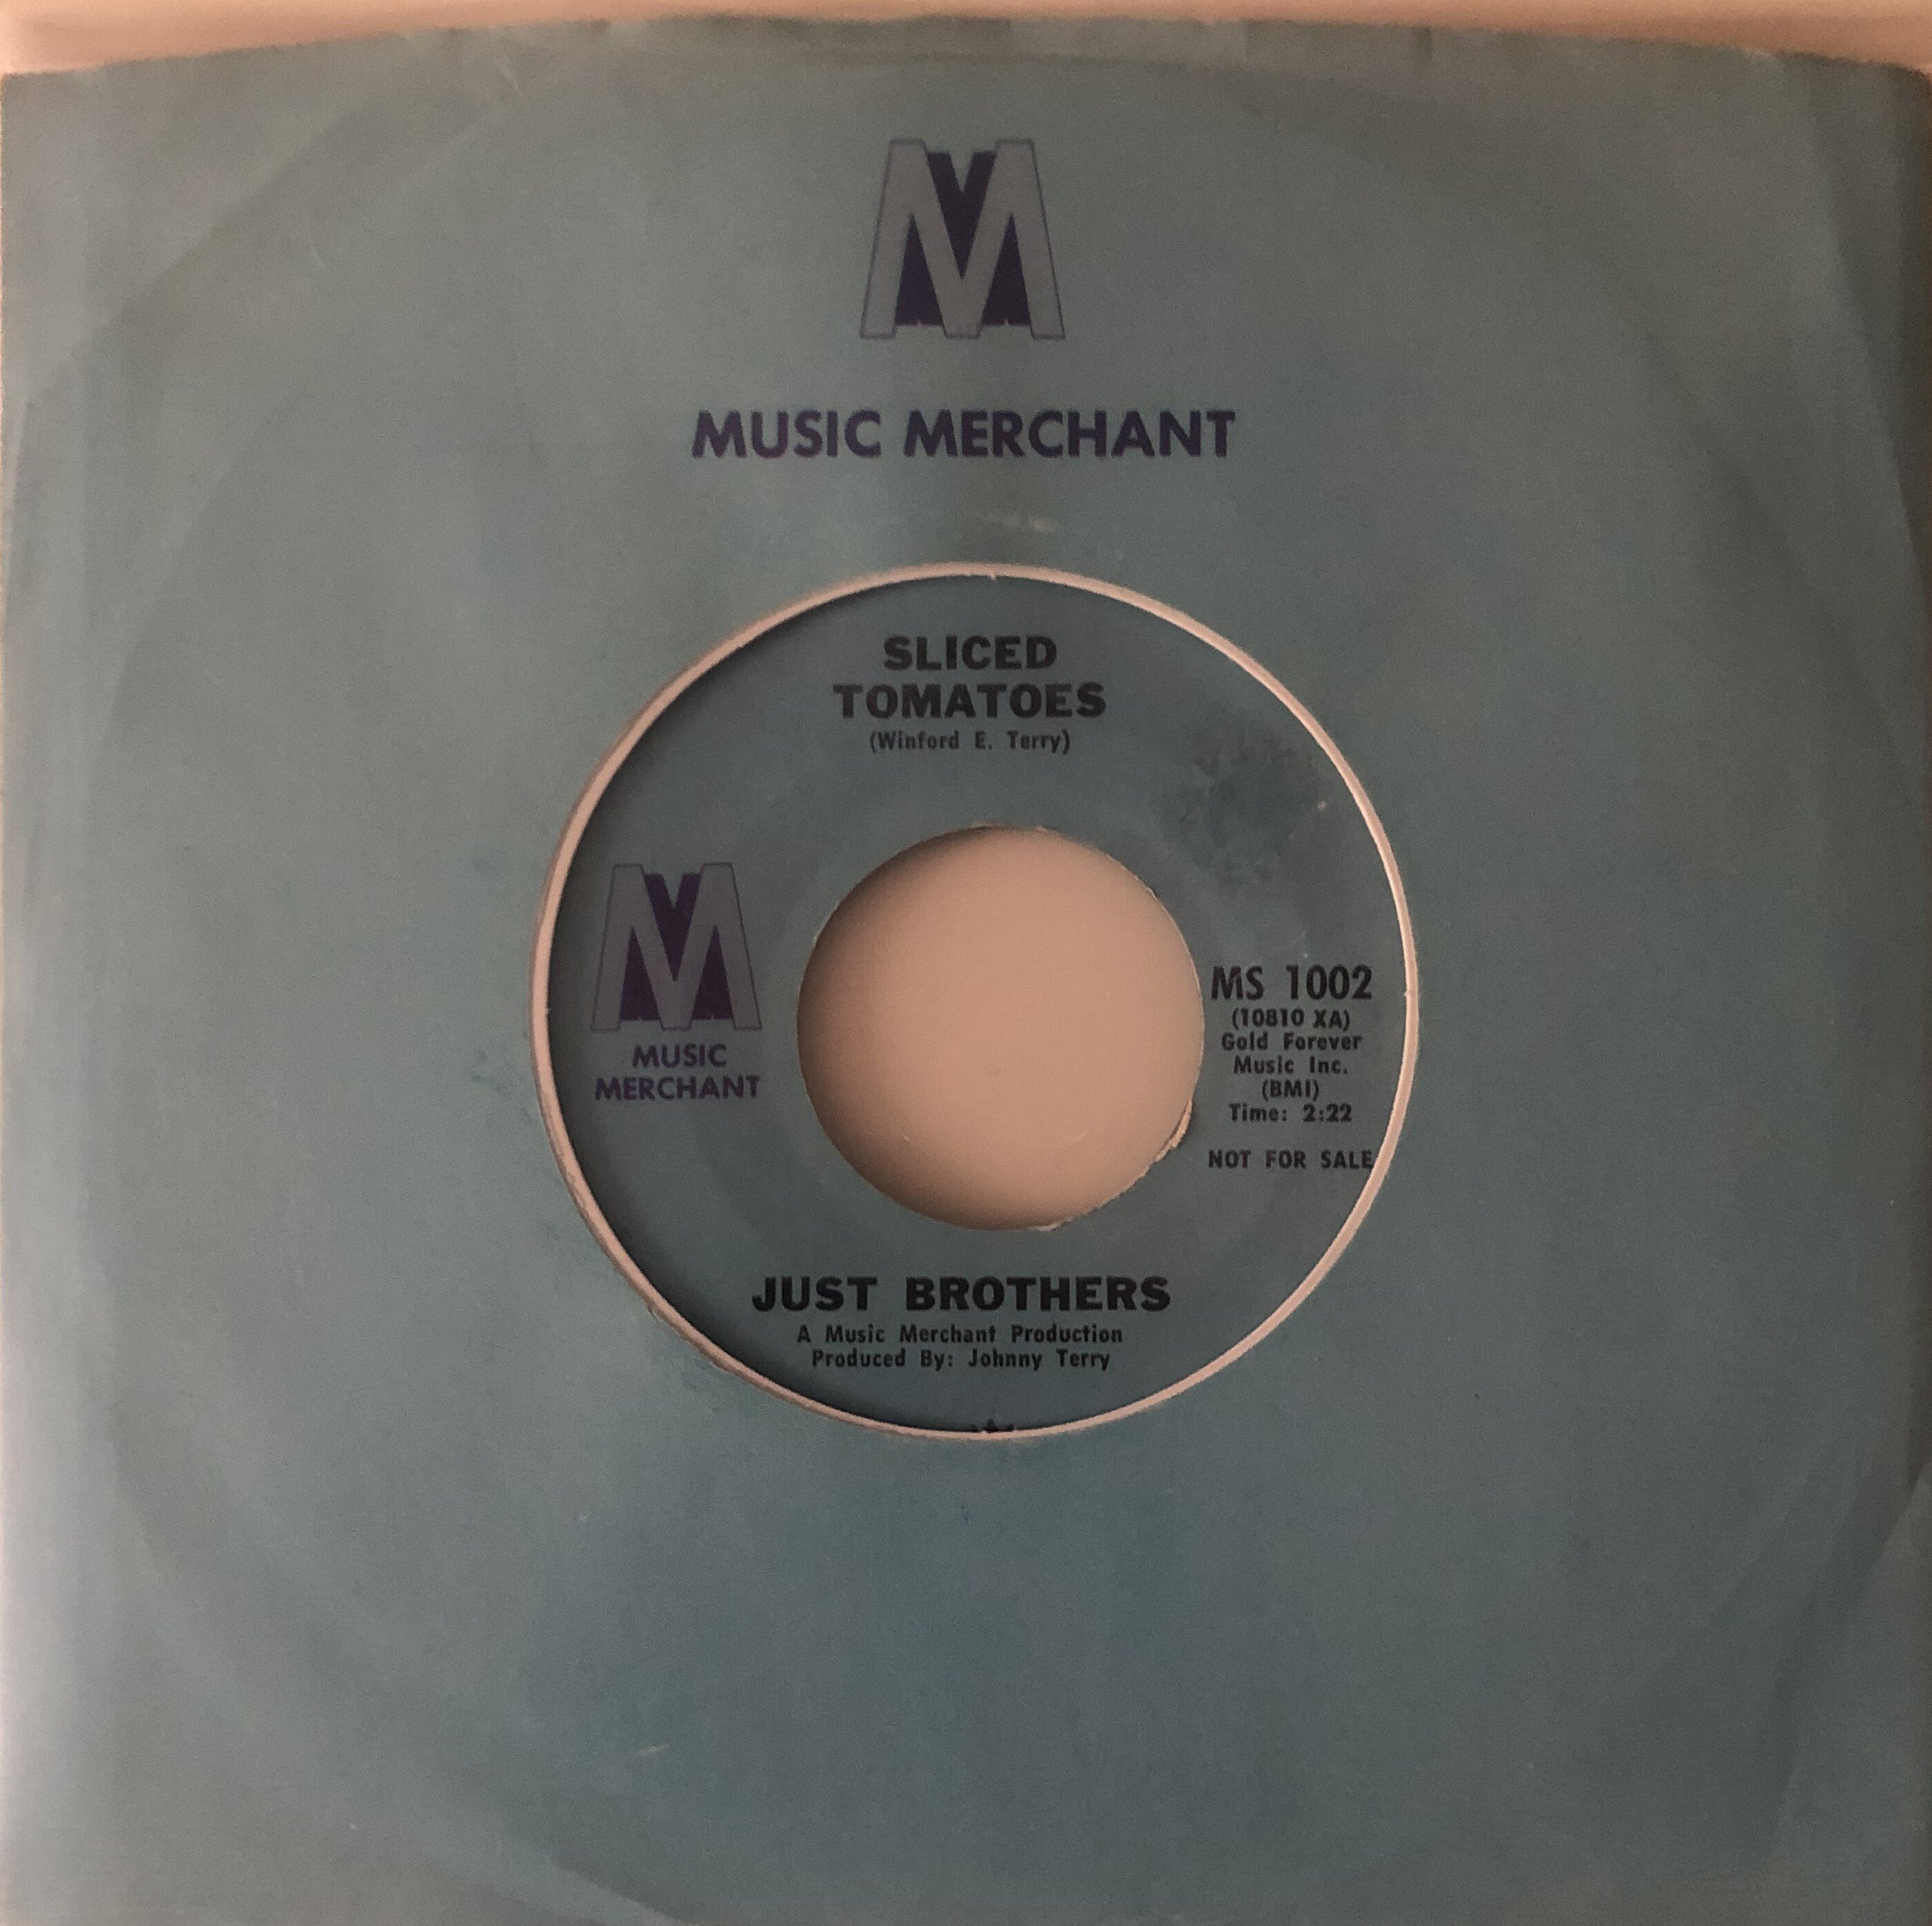 M
MUSIC MERCHANT
SLICED
TOMATOES
(Winford E. Terry)
M
MUSIC
MERCHANT
MS 1002
(10810 XA)
Gold Forever
Music Inc.
(BMI)
Time: 2:22
NOT FOR SALE
JUST BROTHERS
A Music Merchant Production
Produced By: Johnny Terry